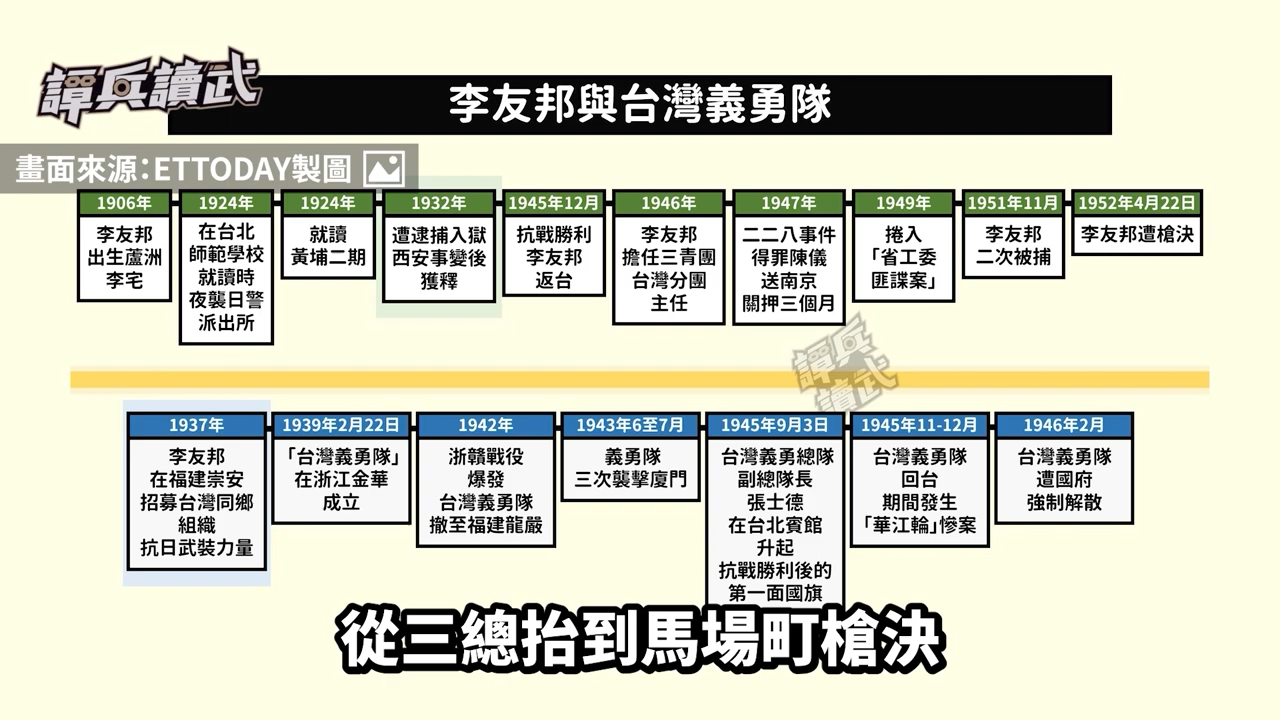 譚兵讀武
李友邦與台灣義勇隊
畫面來源：ETTODAY製圖
1906年
李友邦
出生蘆洲
李宅
1924年
在台北
師範學校
就讀時
夜襲日警
派出所
1924年
就讀
黃埔二期
1932年
遭逮捕入獄
西安事變後
獲釋
1945年12月
抗戰勝利
李友邦
返台
1946年
李友邦
擔任三青團
台灣分團
主任
1947年
二二八事件
得罪陳儀
送南京
關押三個月
1949年
捲入
「省工委
匪諜案」
1951年11月
李友邦
二次被捕
1952年4月22日
李友邦遭槍決
譚兵
讀武
1937年
李友邦
在福建崇安
招募台灣同鄉
組織
抗日武裝力量
1939年2月22日
「台灣義勇隊」
在浙江金華
成立
1942年
浙贛戰役
爆發
台灣義勇隊
撤至福建龍嚴
1943年6至7月
義勇隊
三次襲擊廈門
1945年9月3日
台灣義勇總隊
副總隊長
張士德
在台北賓館
升起
抗戰勝利後的
第一面國旗
1945年11-12月
台灣義勇隊
回台
期間發生
「華江輪」慘案
1946年2月
台灣義勇隊
遭國府
強制解散
從三總抬到馬場町槍決